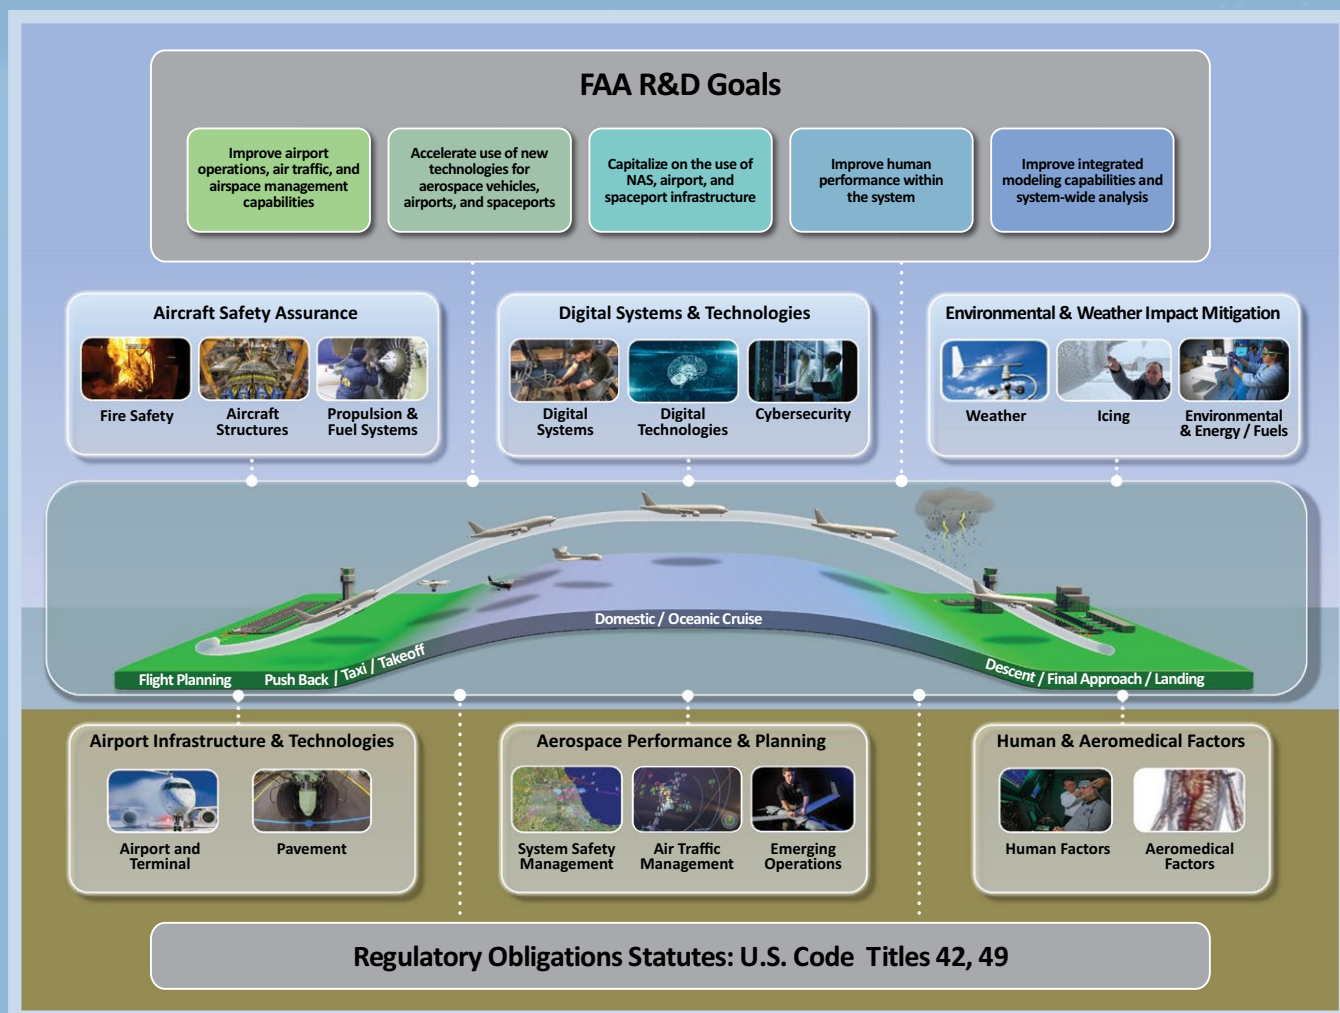 FAA R&D Goals
Improve airport
operations, air traffic, and
airspace management
capabilities
Accelerate use of new
technologies for
aerospace vehicles,
airports, and spaceports
Capitalize on the use of
NAS, airport, and
spaceport infrastructure
Improve human
performance within
the system
Improve integrated
modeling capabilities and
system-wide analysis
Aircraft Safety Assurance
Fire Safety
Aircraft
Structures
Propulsion &
Fuel Systems
Digital Systems & Technologies
Digital
Systems
Digital
Technologies
Cybersecurity
Environmental & Weather Impact Mitigation
Weather
Icing
Environmental
& Energy / Fuels
Flight Planning
Push Back / Taxi / Takeoff
Domestic / Oceanic Cruise
Descent / Final Approach / Landing
Airport Infrastructure & Technologies
Airport and
Terminal
Pavement
Aerospace Performance & Planning
System Safety
Management
Air Traffic
Management
Emerging
Operations
Human & Aeromedical Factors
Human Factors
Aeromedical
Factors
Regulatory Obligations Statutes: U.S. Code Titles 42, 49